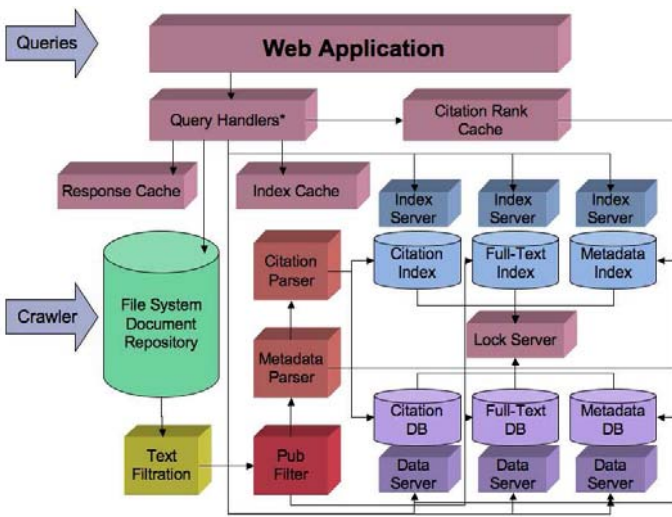 Queries
Web Application
Query Handlers*
Citation Rank
Cache
Response Cache
Index Cache
Index
Server
Index
Server
Index
Server
Citation
Index
Full-Text
Index
Metadata
Index
Citation
Parser
Crawler
File System
Document
Repository
Lock Server
Metadata
Parser
Citation
DB
Full-Text
DB
Metadata
DB
Text
Filtration
Pub
Filter
Data
Server
Data
Server
Data
Server